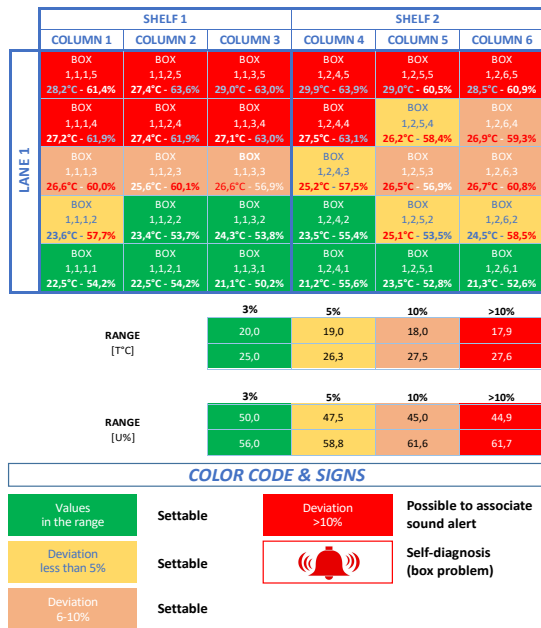 SHELF 1 SHELF 2
COLUMN 1 COLUMN 2 COLUMN 3 COLUMN 4 COLUMN 5 COLUMN 6
LANE 1
BOX BOX BOX BOX BOX BOX
1,1,1,5 1,1,2,5 1,1,3,5 1,2,4,5 1,2,5,5 1,2,6,5
28,2°C - 61,4% 27,4°C - 63,6% 29,0°C - 63,0% 29,9°C - 63,9% 29,0°C - 60,5% 28,5°C - 60,9%
BOX BOX BOX BOX BOX BOX
1,1,1,4 1,1,2,4 1,1,3,4 1,2,4,4 1,2,5,4 1,2,6,4
27,2°C - 61,9% 27,4°C - 61,9% 27,1°C - 63,0% 27,5°C - 63,1% 26,2°C - 58,4% 26,9°C - 59,3%
BOX BOX BOX BOX BOX BOX
1,1,1,3 1,1,2,3 1,1,3,3 1,2,4,3 1,2,5,3 1,2,6,3
26,6°C - 60,0% 25,6°C - 60,1% 26,6°C - 56,9% 25,2°C - 57,5% 26,5°C - 56,9% 26,7°C - 60,8%
BOX BOX BOX BOX BOX BOX
1,1,1,2 1,1,2,2 1,1,3,2 1,2,4,2 1,2,5,2 1,2,6,2
23,6°C - 57,7% 23,4°C - 53,7% 24,3°C - 53,8% 23,5°C - 55,4% 25,1°C - 53,5% 24,5°C - 58,5%
BOX BOX BOX BOX BOX BOX
1,1,1,1 1,1,2,1 1,1,3,1 1,2,4,1 1,2,5,1 1,2,6,1
22,5°C - 54,2% 22,5°C - 54,2% 21,1°C - 50,2% 21,2°C - 55,6% 23,5°C - 52,8% 21,3°C - 52,6%
3% 5% 10% >10%
RANGE
[T°C]
20,0 19,0 18,0 17,9
25,0 26,3 27,5 27,6
3% 5% 10% >10%
RANGE
[U%]
50,0 47,5 45,0 44,9
56,0 58,8 61,6 61,7
COLOR CODE & SIGNS
Values
in the range
Settable
Deviation
>10%
Possible to associate
sound alert
Deviation
less than 5%
Settable
Self-diagnosis
(box problem)
Deviation
6-10%
Settable